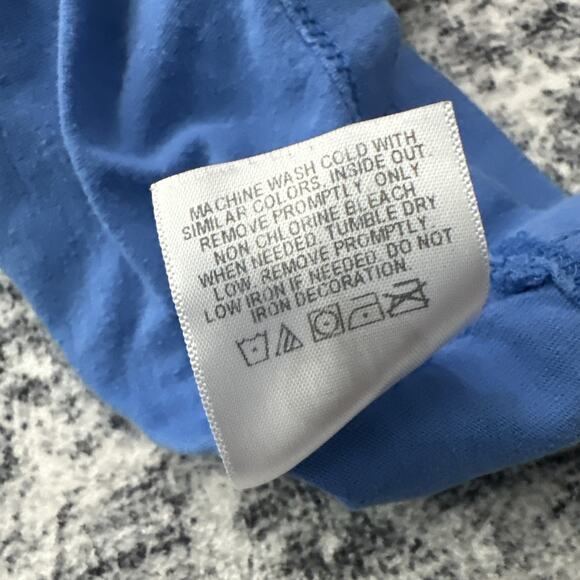 MACHINE WASH COLD WITH
SIMILAR COLORS, INSIDE OUT.
REMOVE PROMPTLY. ONLY
NON CHLORINE BLEACH
WHEN NEEDED. TUMBLE DRY
LOW. REMOVE PROMPTLY.
LOW IRON IF NEEDED. DO NOT
IRON DECORATION.